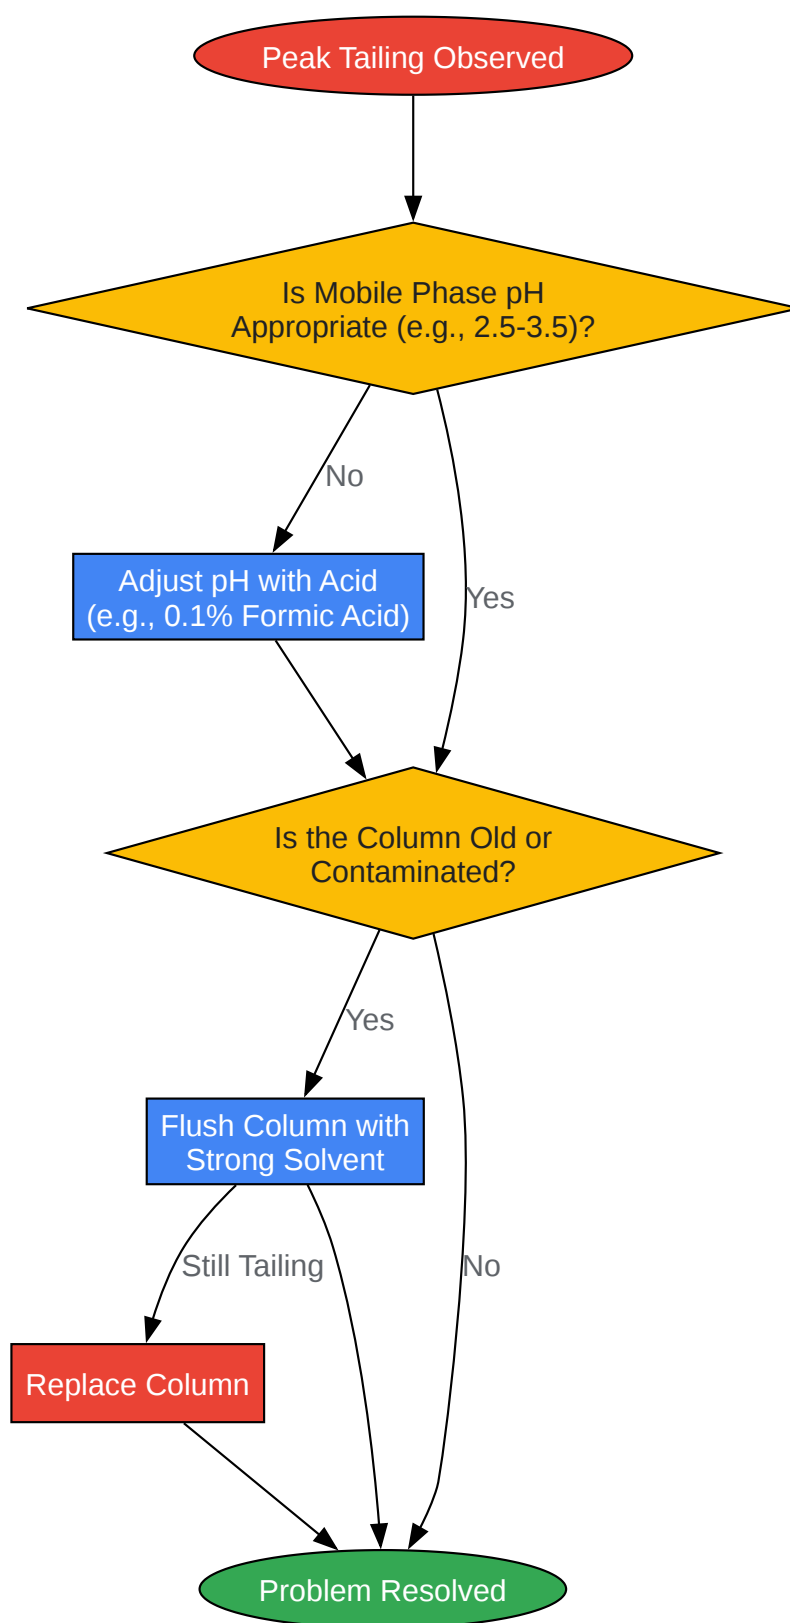 Peak Tailing Observed
Is Mobile Phase pH
Appropriate (e.g., 2.5-3.5)?
No
Adjust pH with Acid
(e.g., 0.1% Formic Acid)
Yes
Is the Column Old or
Contaminated?
Yes
Flush Column with
Strong Solvent
Still Tailing
No
Replace Column
Problem Resolved